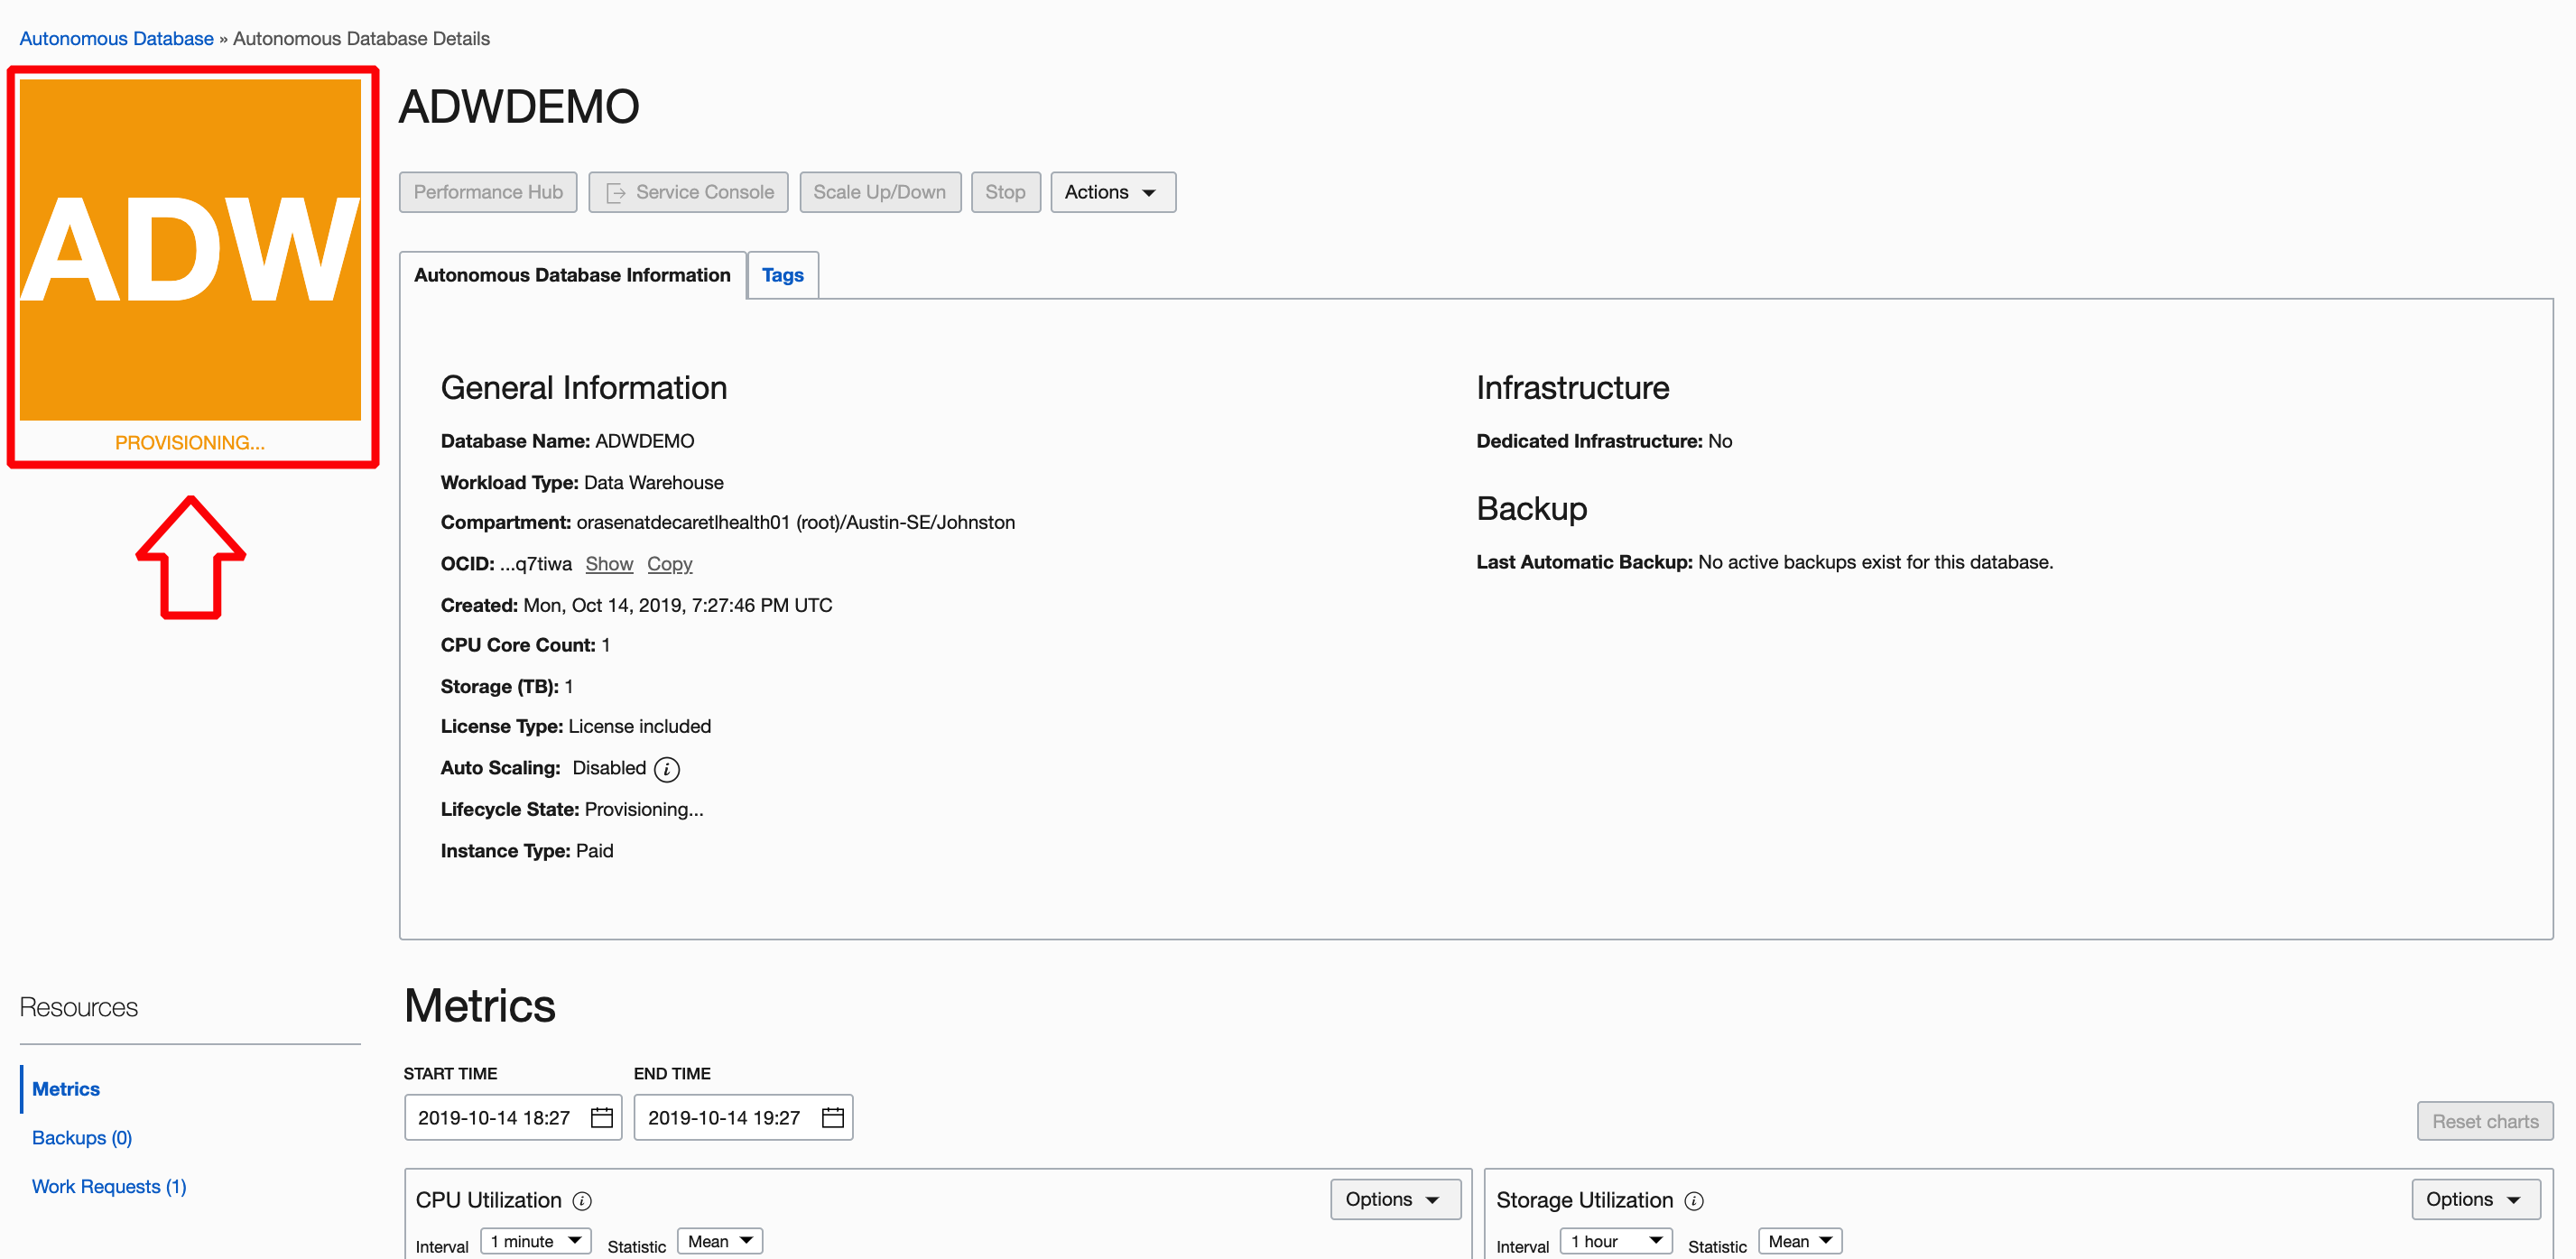 Autonomous Database » Autonomous Database Details
ADW
PROVISIONING...
ADWDEMO
Performance Hub Service Console Scale Up/Down Stop Actions
Autonomous Database Information Tags
General Information
Database Name: ADWDEMO
Workload Type: Data Warehouse
Compartment: orasenatdecaretlhealth01 (root)/Austin-SE/Johnston
OCID: ...q7tiwa Show Copy
Created: Mon, Oct 14, 2019, 7:27:46 PM UTC
CPU Core Count: 1
Storage (TB): 1
License Type: License included
Auto Scaling: Disabled i
Lifecycle State: Provisioning...
Instance Type: Paid
Infrastructure
Dedicated Infrastructure: No
Backup
Last Automatic Backup: No active backups exist for this database.
Resources
Metrics
Backups (0)
Work Requests (1)
Metrics
START TIME END TIME
2019-10-14 18:27 2019-10-14 19:27
Reset charts
CPU Utilization i Options
Interval 1 minute Statistic Mean
Storage Utilization i Options
Interval 1 hour Statistic Mean